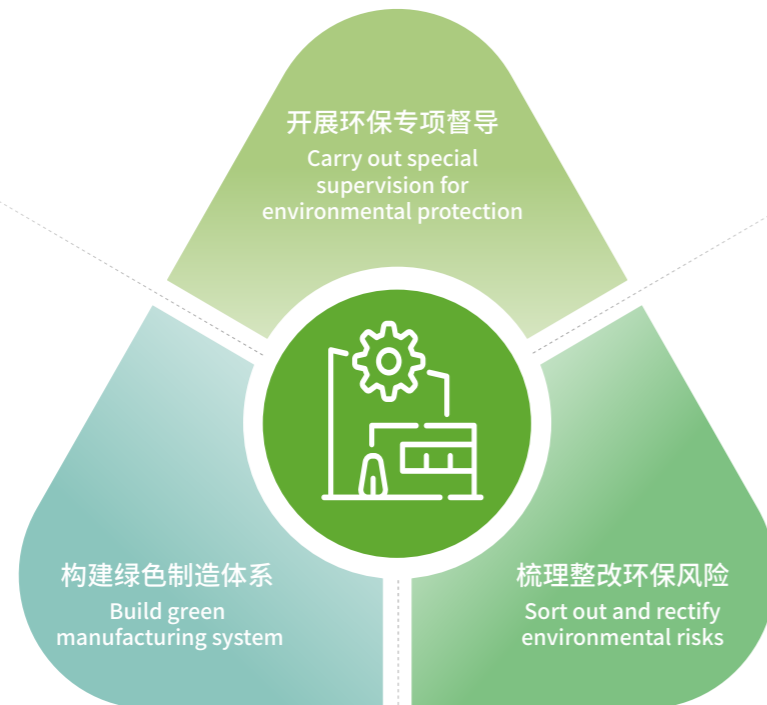 开展环保专项督导
Carry out special
supervision for
environmental protection
构建绿色制造体系
Build green
manufacturing system
梳理整改环保风险
Sort out and rectify
environmental risks